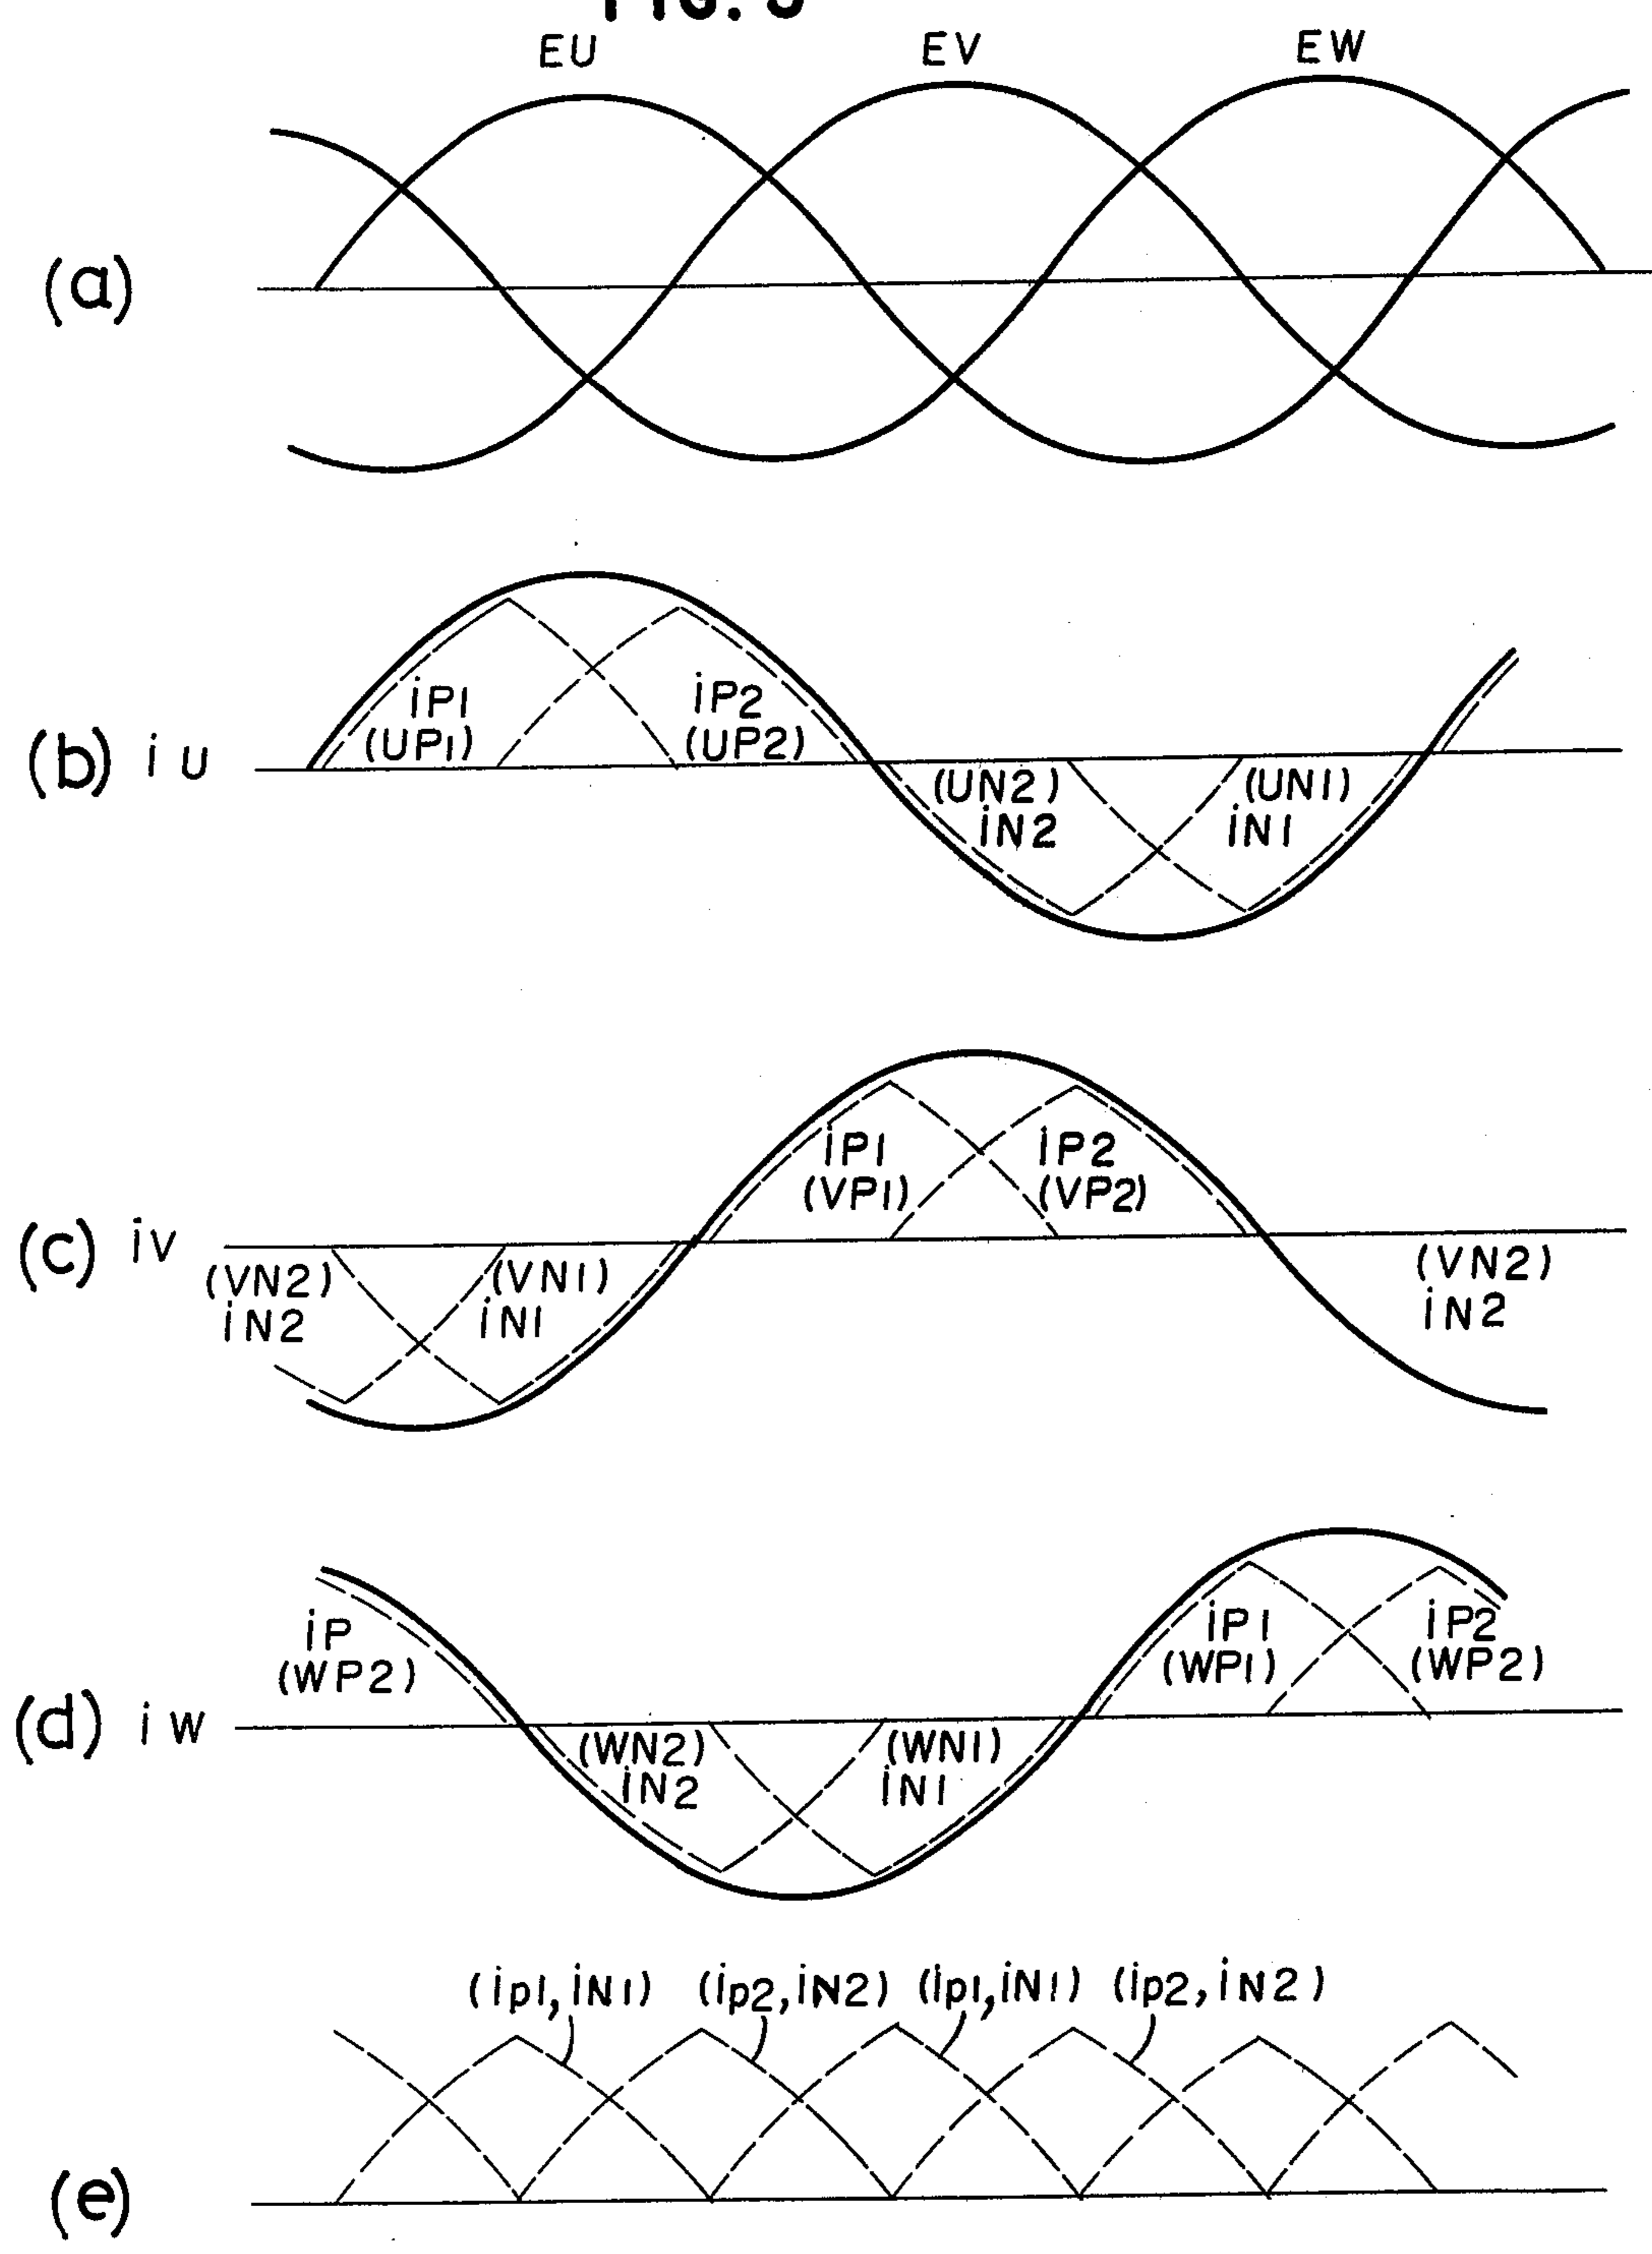 EU EV EW
(a)
iP1 iP2
(UP1) (UP2)
(b) iU
(UN2) (UN1)
iN2 iN1
iP1 iP2
(VP1) (VP2)
(c) iV
(VN2) (VN1) (VN2)
iN2 iN1 iN2
iP iP1 iP2
(WP2) (WP1) (WP2)
(d) iW
(WN2) (WN1)
iN2 iN1
(ip1,iN1) (ip2,iN2) (ip1,iN1) (ip2,iN2)
(e)